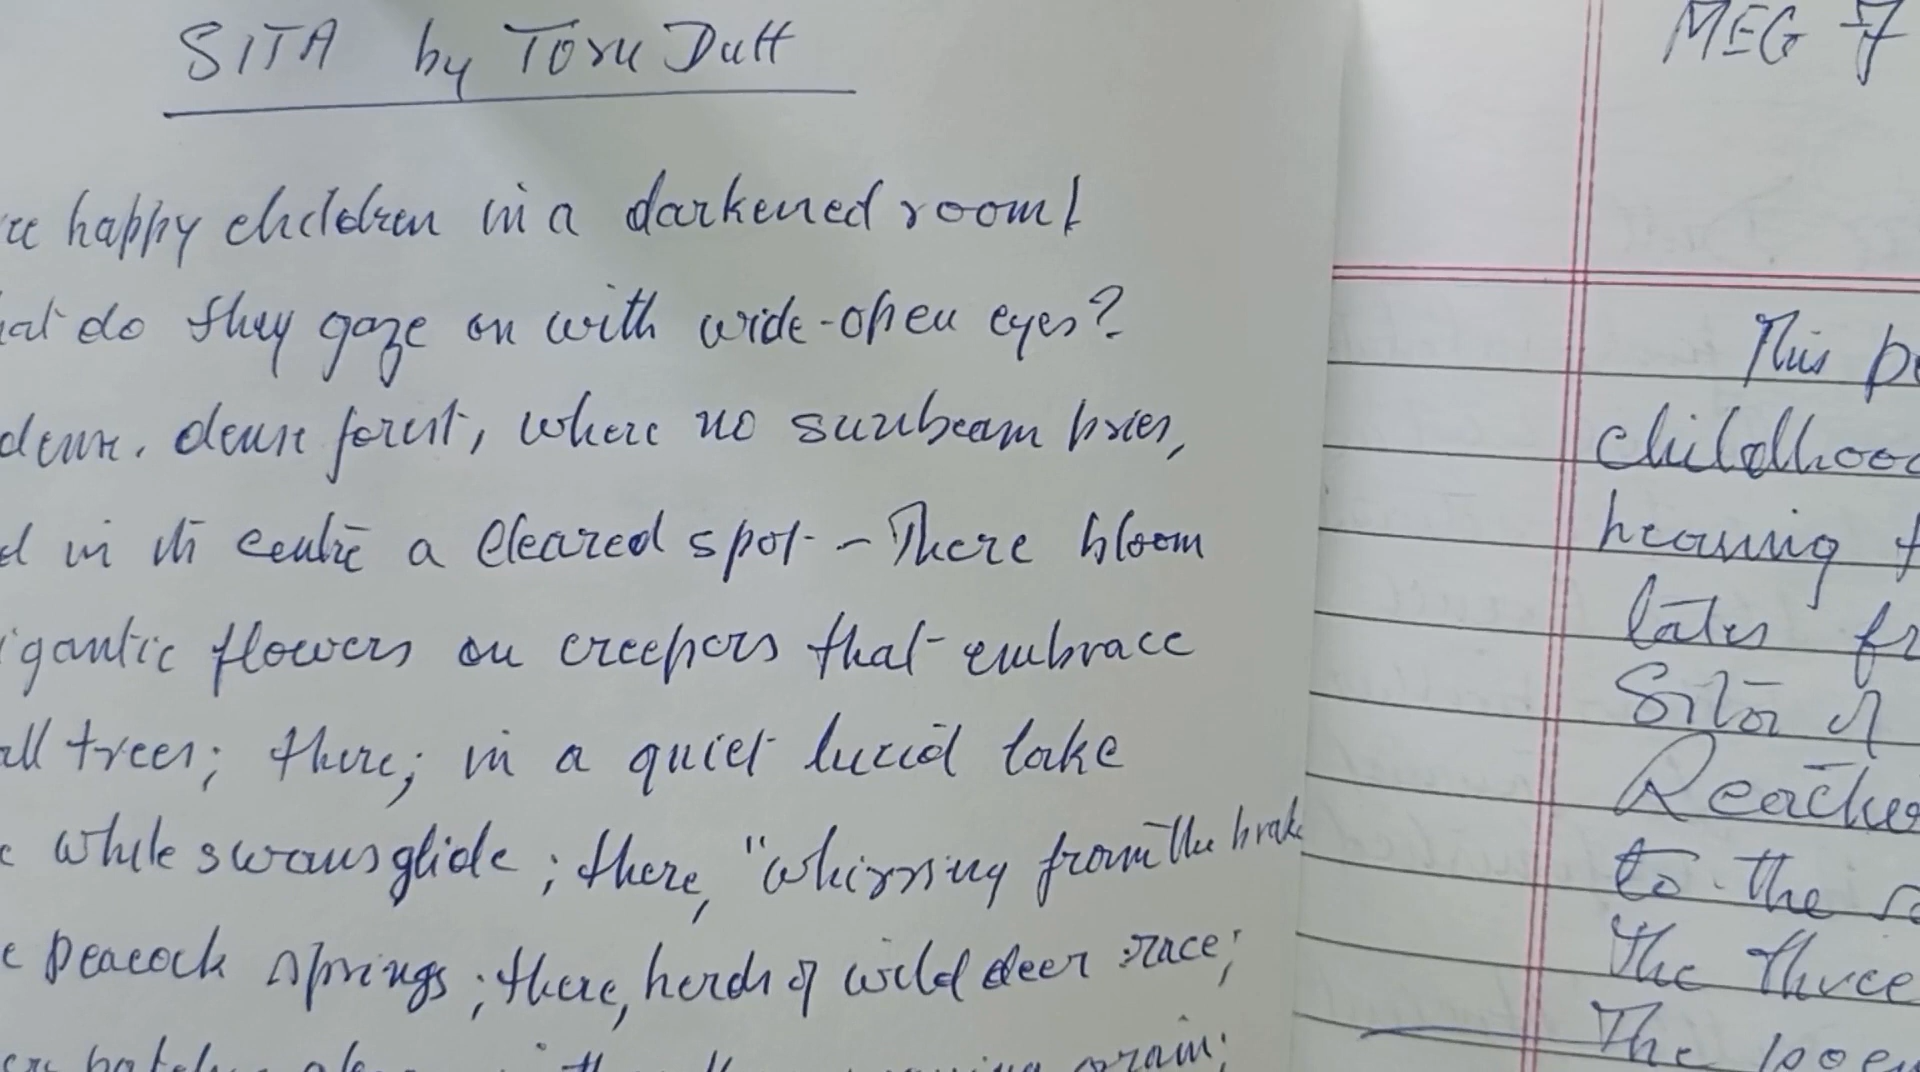 SITA by Toru Dutt
happy children in a darkened room!
do they gaze on with wide-open eyes?
dense forest, where no sunbeam pries,
in its centre a cleared spot - There bloom
gigantic flowers on creepers that embrace
all trees; there; in a quiet lucid lake
white swans glide; there, "whirring from the brake
peacock springs; there, herds of wild deer race;
MEG 7
This
childhood
hearing
later
Sita
to the
The three
The